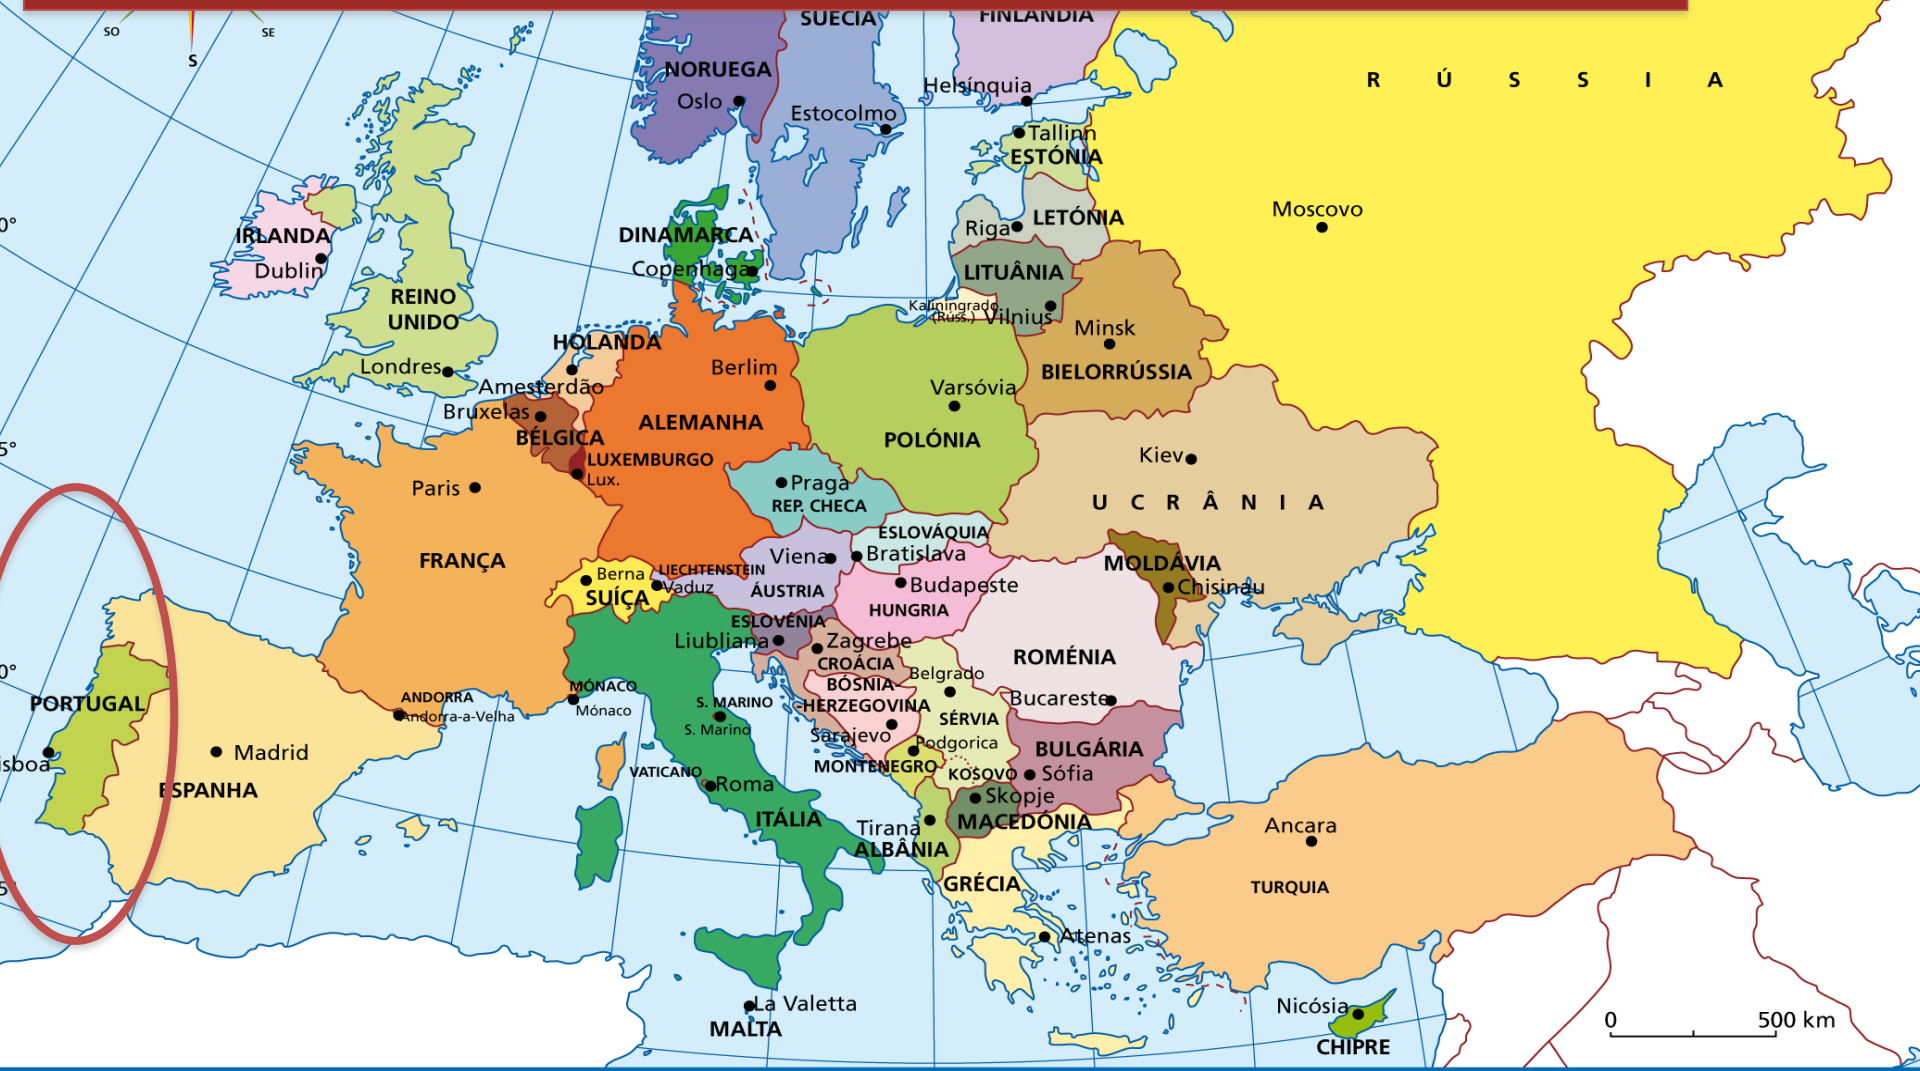 SUÉCIA
FINLÂNDIA
SO
SE
S
NORUEGA
Oslo
Helsínquia
Estocolmo
R Ú S S I A
Tallinn
ESTÓNIA
Moscovo
0°
IRLANDA
Dublin
DINAMARCA
Copenhaga
Riga
LETÓNIA
LITUÂNIA
Kaliningrado
(Rúss.)
Vilnius
REINO
UNIDO
Londres
Minsk
BIELORRÚSSIA
HOLANDA
Amesterdão
Berlim
ALEMANHA
Varsóvia
POLÓNIA
Bruxelas
BÉLGICA
5°
LUXEMBURGO
Lux.
Kiev
U C R Â N I A
Paris
FRANÇA
Praga
REP. CHECA
ESLOVÁQUIA
Bratislava
Viena
ÁUSTRIA
LIECHTENSTEIN
Vaduz
Berna
SUÍÇA
MOLDÁVIA
Chisinau
Budapeste
HUNGRIA
ESLOVÉNIA
Liubliana
Zagrebe
CROÁCIA
ROMÉNIA
Bucareste
0°
PORTUGAL
isboa
Madrid
ESPANHA
ANDORRA
Andorra-a-Velha
MÓNACO
Mónaco
S. MARINO
S. Marino
BÓSNIA-
-HERZEGOVINA
Sarajevo
Belgrado
SÉRVIA
Podgorica
MONTENEGRO
KOSOVO
BULGÁRIA
Sófia
VATICANO
Roma
ITÁLIA
Skopje
MACEDÓNIA
Tirana
ALBÂNIA
GRÉCIA
Atenas
Ancara
TURQUIA
5°
La Valetta
MALTA
Nicósia
CHIPRE
0 500 km